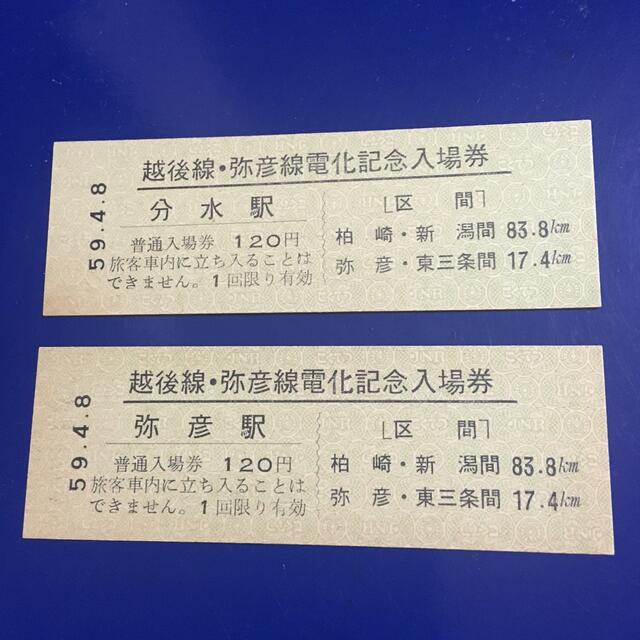 越後線・弥彦線電化記念入場券
59.4.8
分水駅
普通入場券 120円
旅客車内に立ち入ることは
できません。1回限り有効
[区 間]
柏崎・新潟間 83.8km
弥彦・東三条間 17.4km
越後線・弥彦線電化記念入場券
59.4.8
弥彦駅
普通入場券 120円
旅客車内に立ち入ることは
できません。1回限り有効
[区 間]
柏崎・新潟間 83.8km
弥彦・東三条間 17.4km